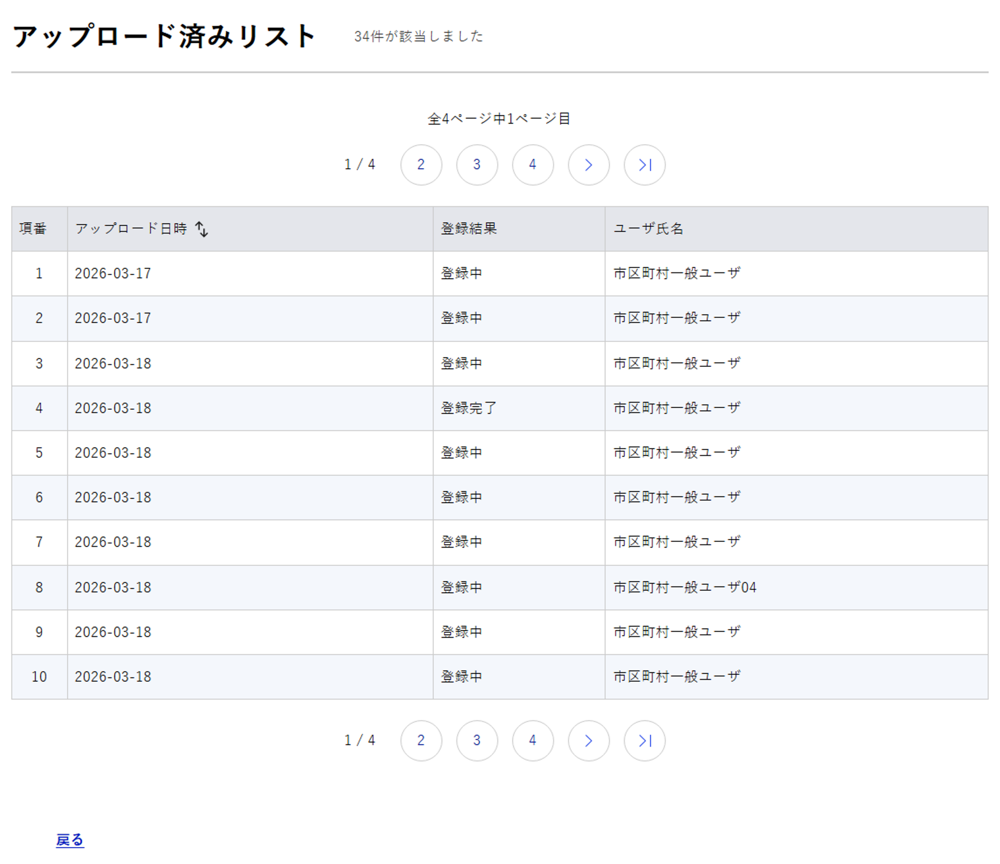 アップロード済みリスト 34件が該当しました
全4ページ中1ページ目
1 / 4 2 3 4
項番 アップロード日時 登録結果 ユーザ氏名
1 2026-03-17 登録中 市区町村一般ユーザ
2 2026-03-17 登録中 市区町村一般ユーザ
3 2026-03-18 登録中 市区町村一般ユーザ
4 2026-03-18 登録完了 市区町村一般ユーザ
5 2026-03-18 登録中 市区町村一般ユーザ
6 2026-03-18 登録中 市区町村一般ユーザ
7 2026-03-18 登録中 市区町村一般ユーザ
8 2026-03-18 登録中 市区町村一般ユーザ04
9 2026-03-18 登録中 市区町村一般ユーザ
10 2026-03-18 登録中 市区町村一般ユーザ
1 / 4 2 3 4
戻る